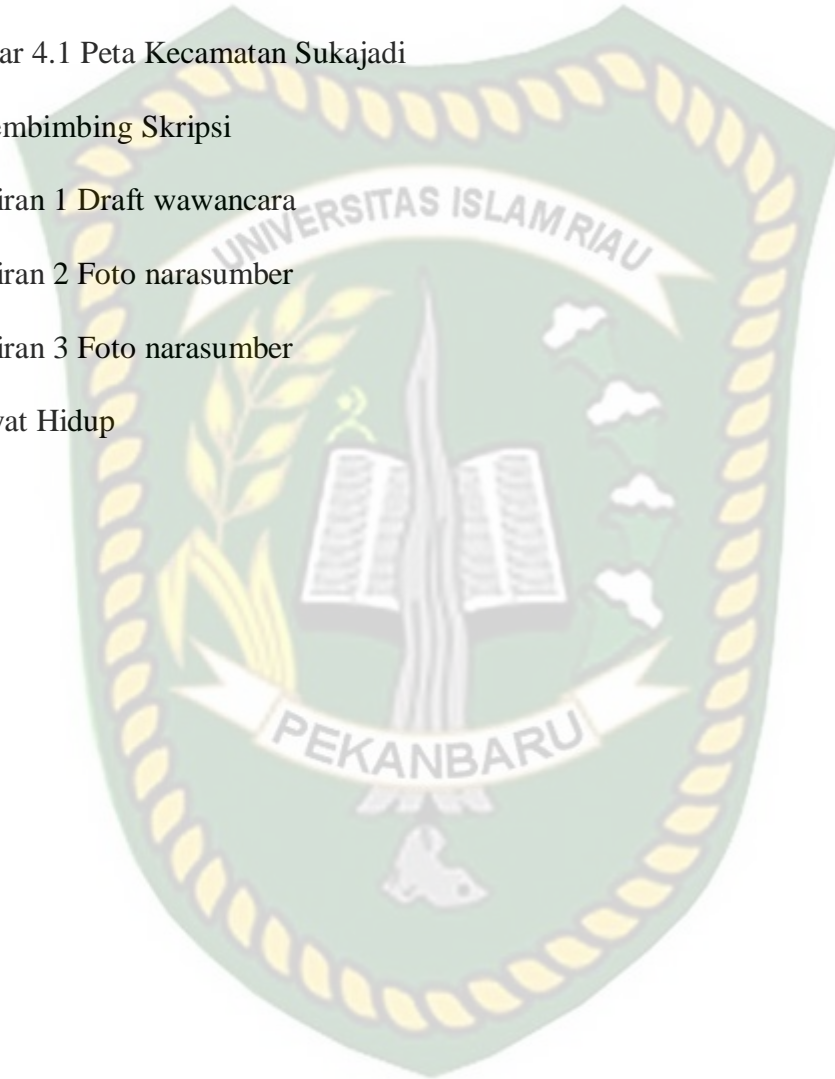 ar 4.1 Peta Kecamatan Sukajadi
embimbing Skripsi
iran 1 Draft wawancara
UNIVERSITAS ISLAM RIAU
iran 2 Foto narasumber
iran 3 Foto narasumber
yat Hidup
PEKANBARU